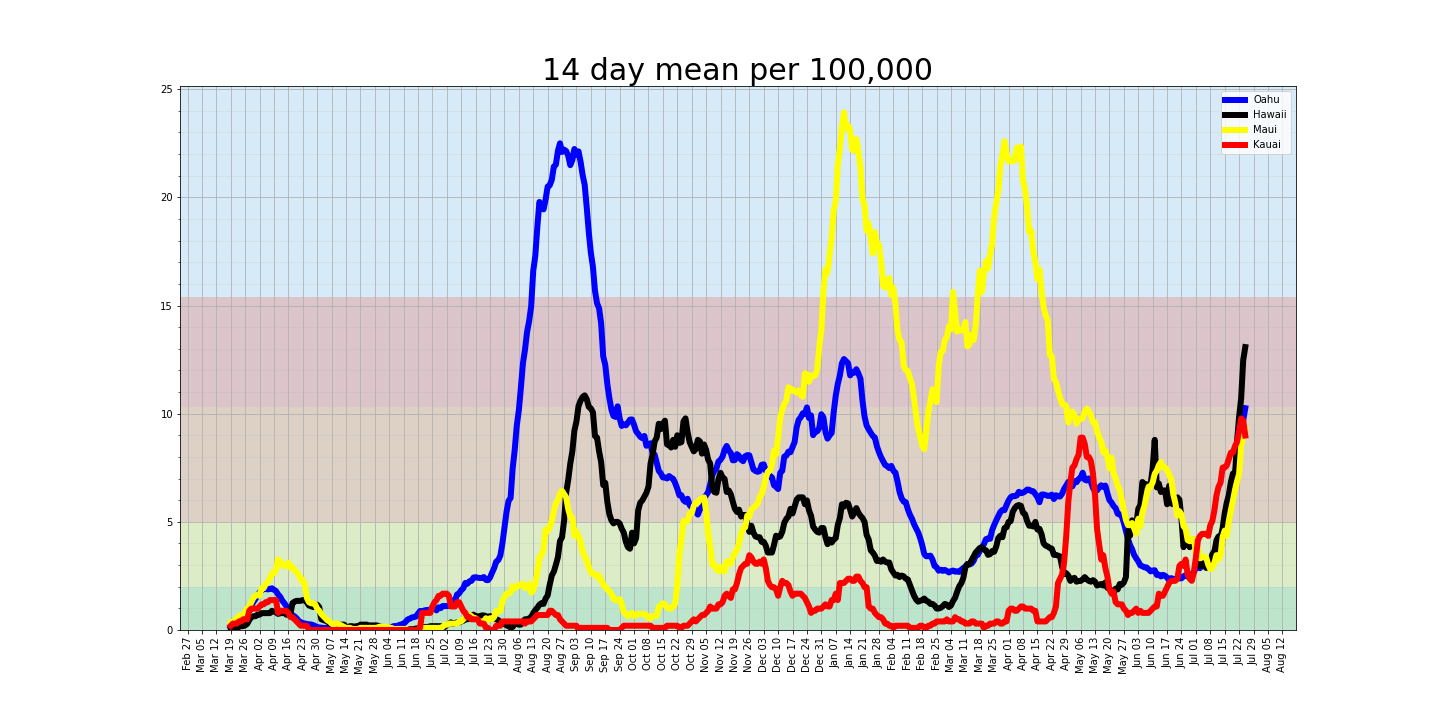 14 day mean per 100,000
Oahu
Hawaii
Maui
Kauai
25
20
15
10
5
0
Feb 27 Mar 05 Mar 12 Mar 19 Mar 26 Apr 02 Apr 09 Apr 16 Apr 23 Apr 30 May 07 May 14 May 21 May 28 Jun 04 Jun 11 Jun 18 Jun 25 Jul 02 Jul 09 Jul 16 Jul 23 Jul 30 Aug 06 Aug 13 Aug 20 Aug 27 Sep 03 Sep 10 Sep 17 Sep 24 Oct 01 Oct 08 Oct 15 Oct 22 Oct 29 Nov 05 Nov 12 Nov 19 Nov 26 Dec 03 Dec 10 Dec 17 Dec 24 Dec 31 Jan 07 Jan 14 Jan 21 Jan 28 Feb 04 Feb 11 Feb 18 Feb 25 Mar 04 Mar 11 Mar 18 Mar 25 Apr 01 Apr 08 Apr 15 Apr 22 Apr 29 May 06 May 13 May 20 May 27 Jun 03 Jun 10 Jun 17 Jun 24 Jul 01 Jul 08 Jul 15 Jul 22 Jul 29 Aug 05 Aug 12